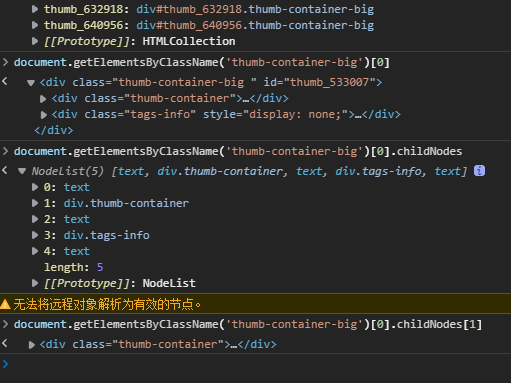 thumb_632918: div#thumb_632918.thumb-container-big
thumb_640956: div#thumb_640956.thumb-container-big
[[Prototype]]: HTMLCollection
document.getElementsByClassName('thumb-container-big')[0]
<div class="thumb-container-big " id="thumb_533007">
<div class="thumb-container">…</div>
<div class="tags-info" style="display: none;">…</div>
</div>
document.getElementsByClassName('thumb-container-big')[0].childNodes
NodeList(5) [text, div.thumb-container, text, div.tags-info, text] i
0: text
1: div.thumb-container
2: text
3: div.tags-info
4: text
length: 5
[[Prototype]]: NodeList
无法将远程对象解析为有效的节点。
document.getElementsByClassName('thumb-container-big')[0].childNodes[1]
<div class="thumb-container">…</div>